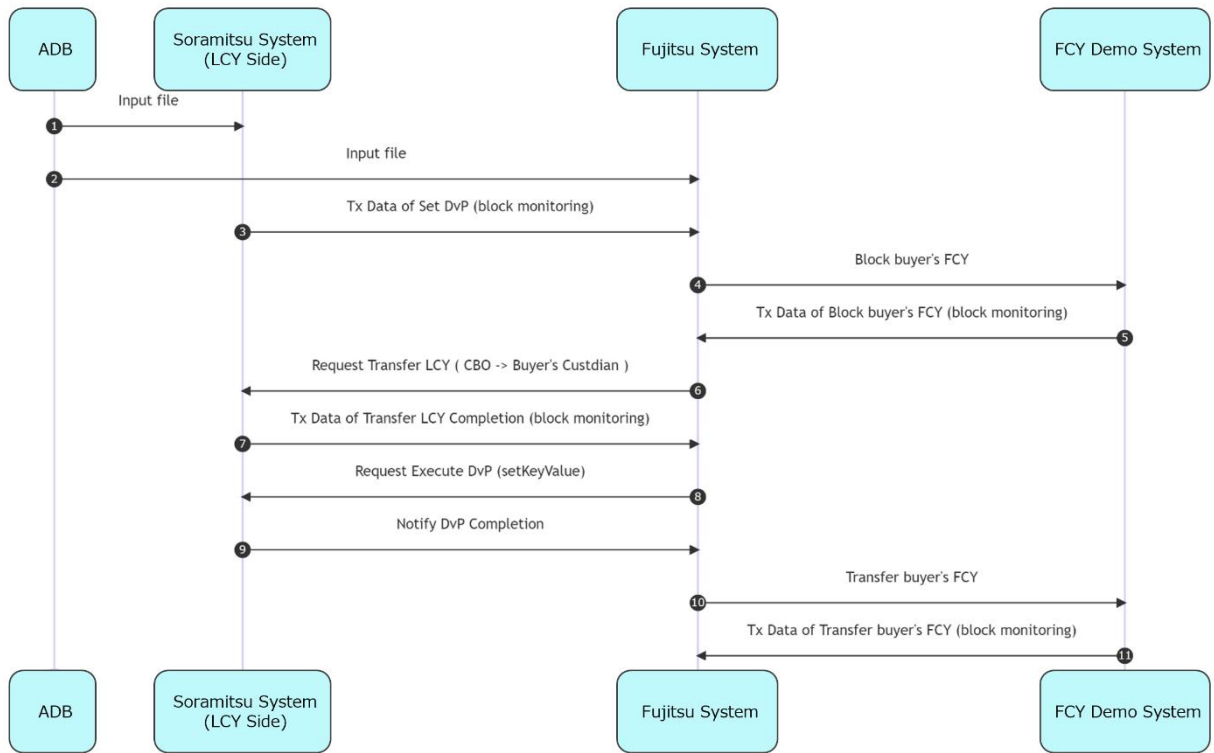 ADB
Soramitsu System
(LCY Side)
Fujitsu System
FCY Demo System
Input file
1
Input file
2
Tx Data of Set DvP (block monitoring)
3
Block buyer's FCY
4
Tx Data of Block buyer's FCY (block monitoring)
5
Request Transfer LCY ( CBO -> Buyer's Custdian )
6
Tx Data of Transfer LCY Completion (block monitoring)
7
Request Execute DvP (setKeyValue)
8
Notify DvP Completion
9
Transfer buyer's FCY
10
Tx Data of Transfer buyer's FCY (block monitoring)
11
ADB
Soramitsu System
(LCY Side)
Fujitsu System
FCY Demo System